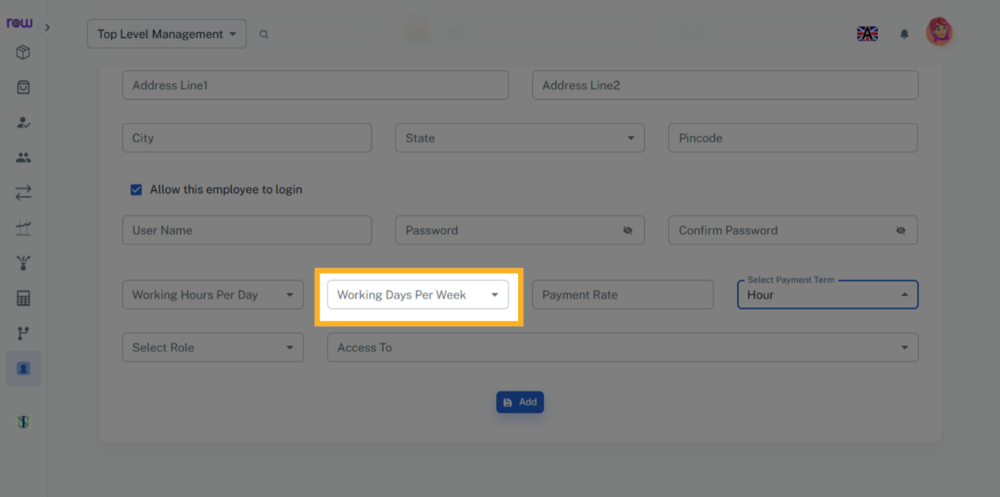 row
Top Level Management
A
Address Line1
Address Line2
City
State
Pincode
Allow this employee to login
User Name
Password
Confirm Password
Working Hours Per Day
Working Days Per Week
Payment Rate
Select Payment Term
Hour
Select Role
Access To
Add